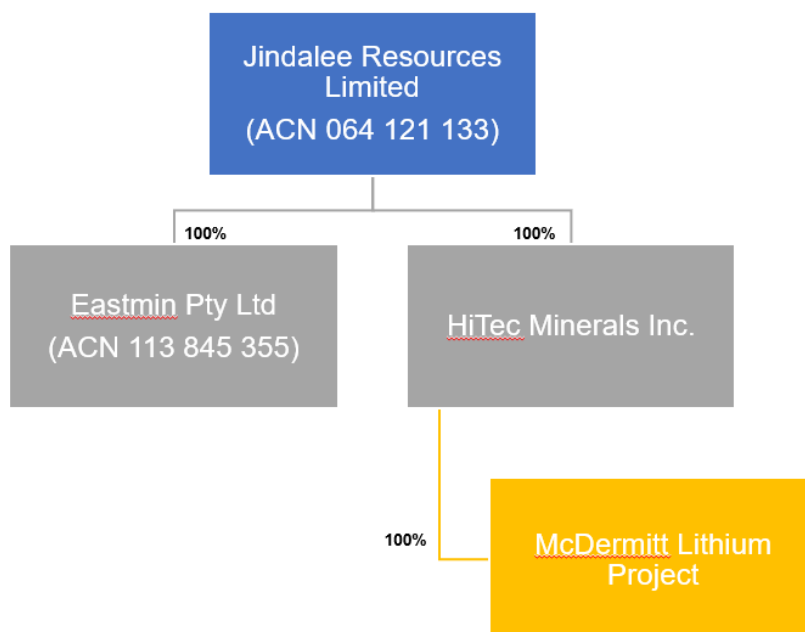 Jindalee Resources
Limited
(ACN 064 121 133)
100%
100%
Eastmin Pty Ltd
(ACN 113 845 355)
HiTec Minerals Inc.
100%
McDermitt Lithium
Project